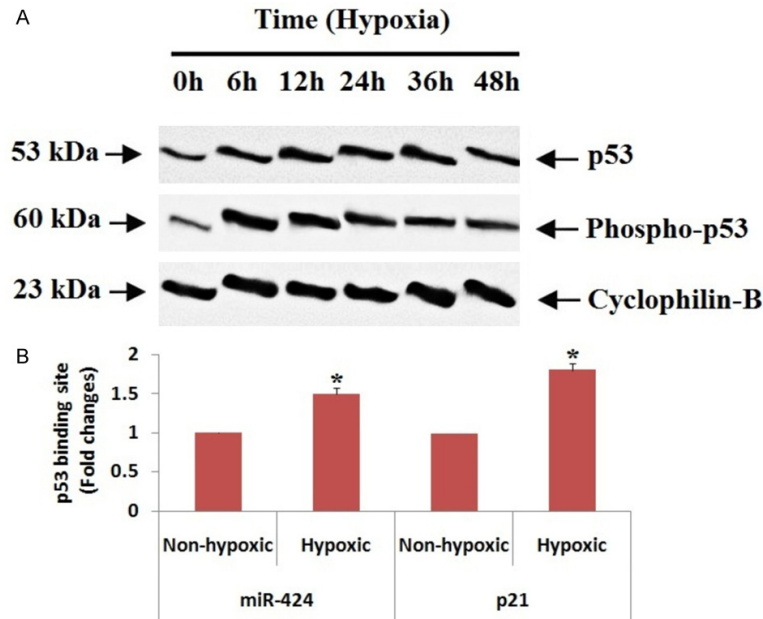 A
Time (Hypoxia)
0h 6h 12h 24h 36h 48h
53 kDa p53
60 kDa Phospho-p53
23 kDa Cyclophilin-B
B
p53 binding site
(Fold changes)
2
1.5
1
0.5
0
* *
Non-hypoxic Hypoxic Non-hypoxic Hypoxic
miR-424 p21